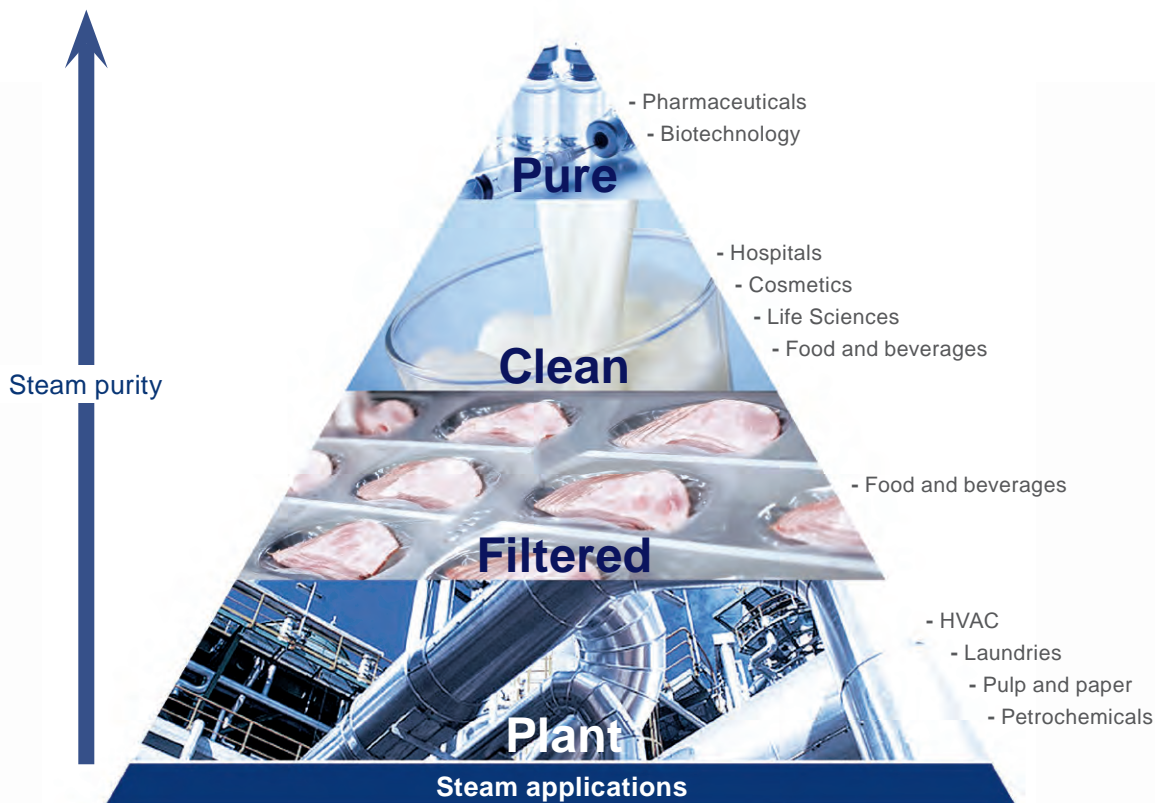 - Pharmaceuticals
- Biotechnology
Pure
- Hospitals
- Cosmetics
- Life Sciences
- Food and beverages
Clean
Steam purity
- Food and beverages
Filtered
- HVAC
- Laundries
- Pulp and paper
- Petrochemicals
Plant
Steam applications